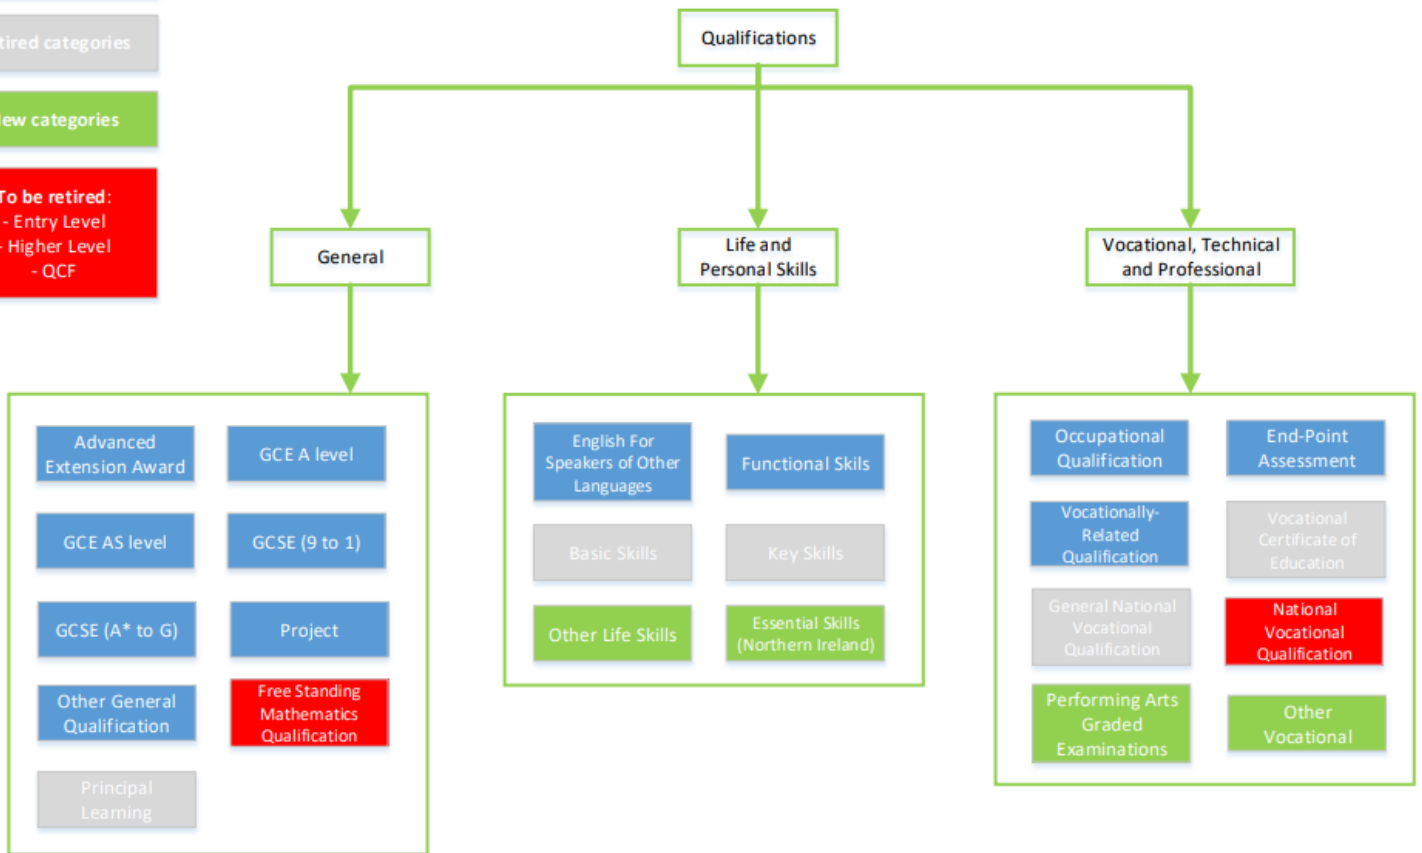 Qualifications
tired categories
New categories
To be retired:
- Entry Level
- Higher Level
- QCF
General
Life and
Personal Skills
Vocational, Technical
and Professional
Advanced
Extension Award
GCE A level
GCE AS level
GCSE (9 to 1)
GCSE (A* to G)
Project
Other General
Qualification
Free Standing
Mathematics
Qualification
Principal
Learning
English For
Speakers of Other
Languages
Functional Skils
Basic Skills
Key Skills
Other Life Skills
Essential Skills
(Northern Ireland)
Occupational
Qualification
End-Point
Assessment
Vocationally-
Related
Qualification
Vocational
Certificate of
Education
General National
Vocational
Qualification
National
Vocational
Qualification
Performing Arts
Graded
Examinations
Other
Vocational